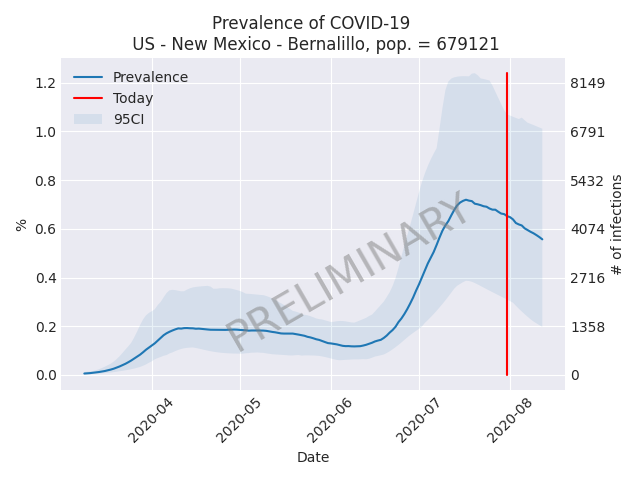 Prevalence of COVID-19
US - New Mexico - Bernalillo, pop. = 679121
Prevalence
Today
95CI
1.2
1.0
0.8
0.6
0.4
0.2
0.0
%
8149
6791
5432
4074
2716
1358
0
# of infections
PRELIMINARY
2020-04
2020-05
2020-06
2020-07
2020-08
Date